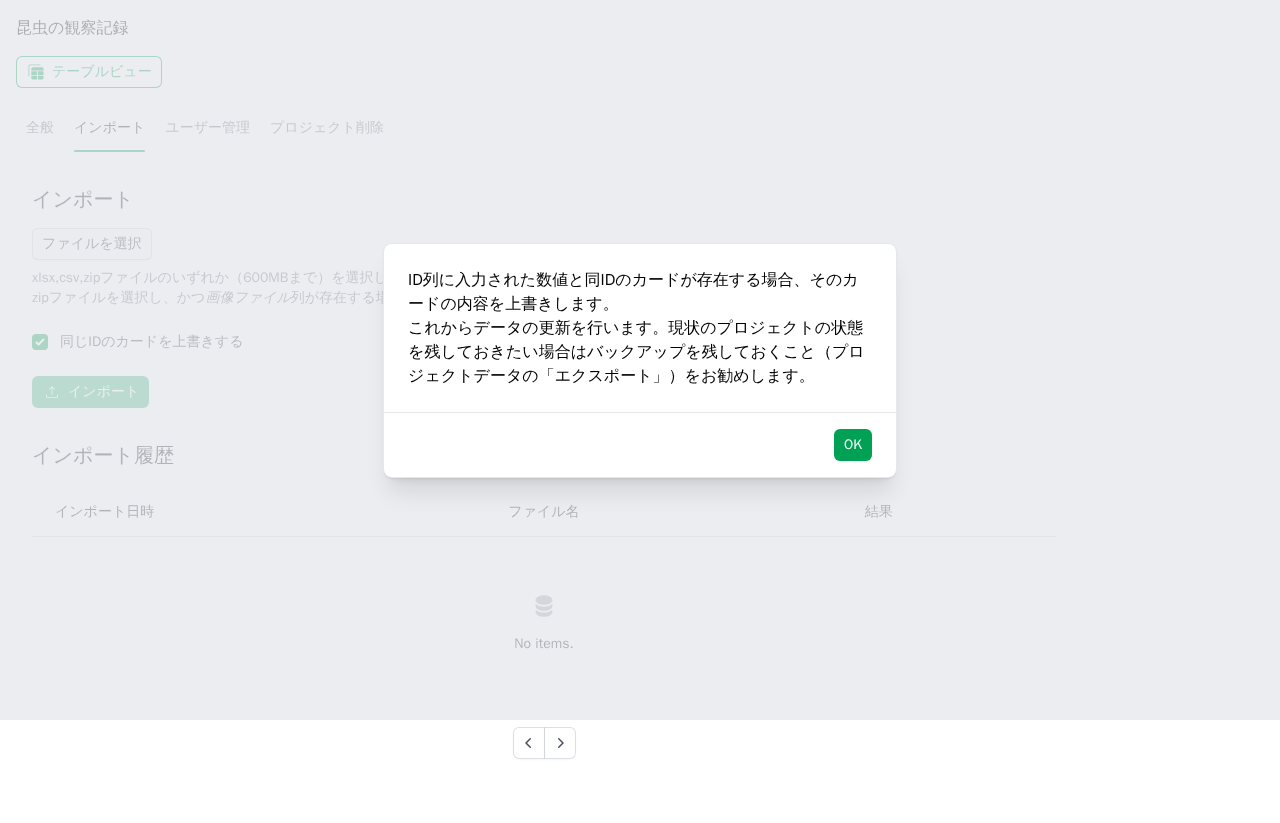 昆虫の観察記録
テーブルビュー
全般 インポート ユーザー管理 プロジェクト削除
インポート
ファイルを選択
xlsx,csv,zipファイルのいずれか（600MBまで）を選択し
zipファイルを選択し、かつ画像ファイル列が存在する場
同じIDのカードを上書きする
インポート
ID列に入力された数値と同IDのカードが存在する場合、そのカ
ードの内容を上書きします。
これからデータの更新を行います。現状のプロジェクトの状態
を残しておきたい場合はバックアップを残しておくこと（プロ
ジェクトデータの「エクスポート」）をお勧めします。
OK
インポート履歴
インポート日時 ファイル名 結果
No items.